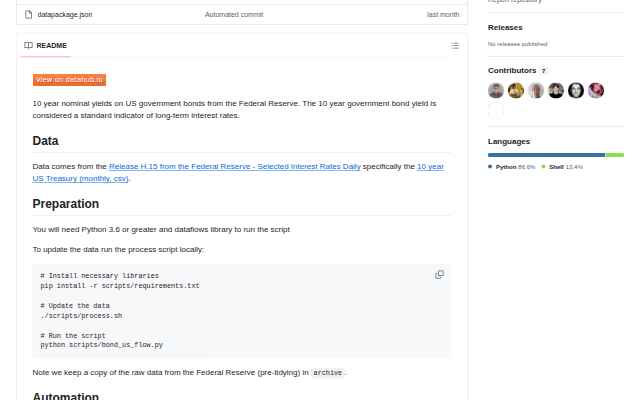 Report repository
datapackage.json Automated commit last month
Releases
No releases published
README
Contributors 7
view on datahub.io
10 year nominal yields on US government bonds from the Federal Reserve. The 10 year government bond yield is
considered a standard indicator of long-term interest rates.
Data
Languages
Python 86.6% Shell 13.4%
Data comes from the Release H.15 from the Federal Reserve - Selected Interest Rates Daily specifically the 10 year
US Treasury (monthly, csv).
Preparation
You will need Python 3.6 or greater and dataflows library to run the script
To update the data run the process script locally:
# Install necessary libraries
pip install -r scripts/requirements.txt
# Update the data
./scripts/process.sh
# Run the script
python scripts/bond_us_flow.py
Note we keep a copy of the raw data from the Federal Reserve (pre-tidying) in archive.
Automation